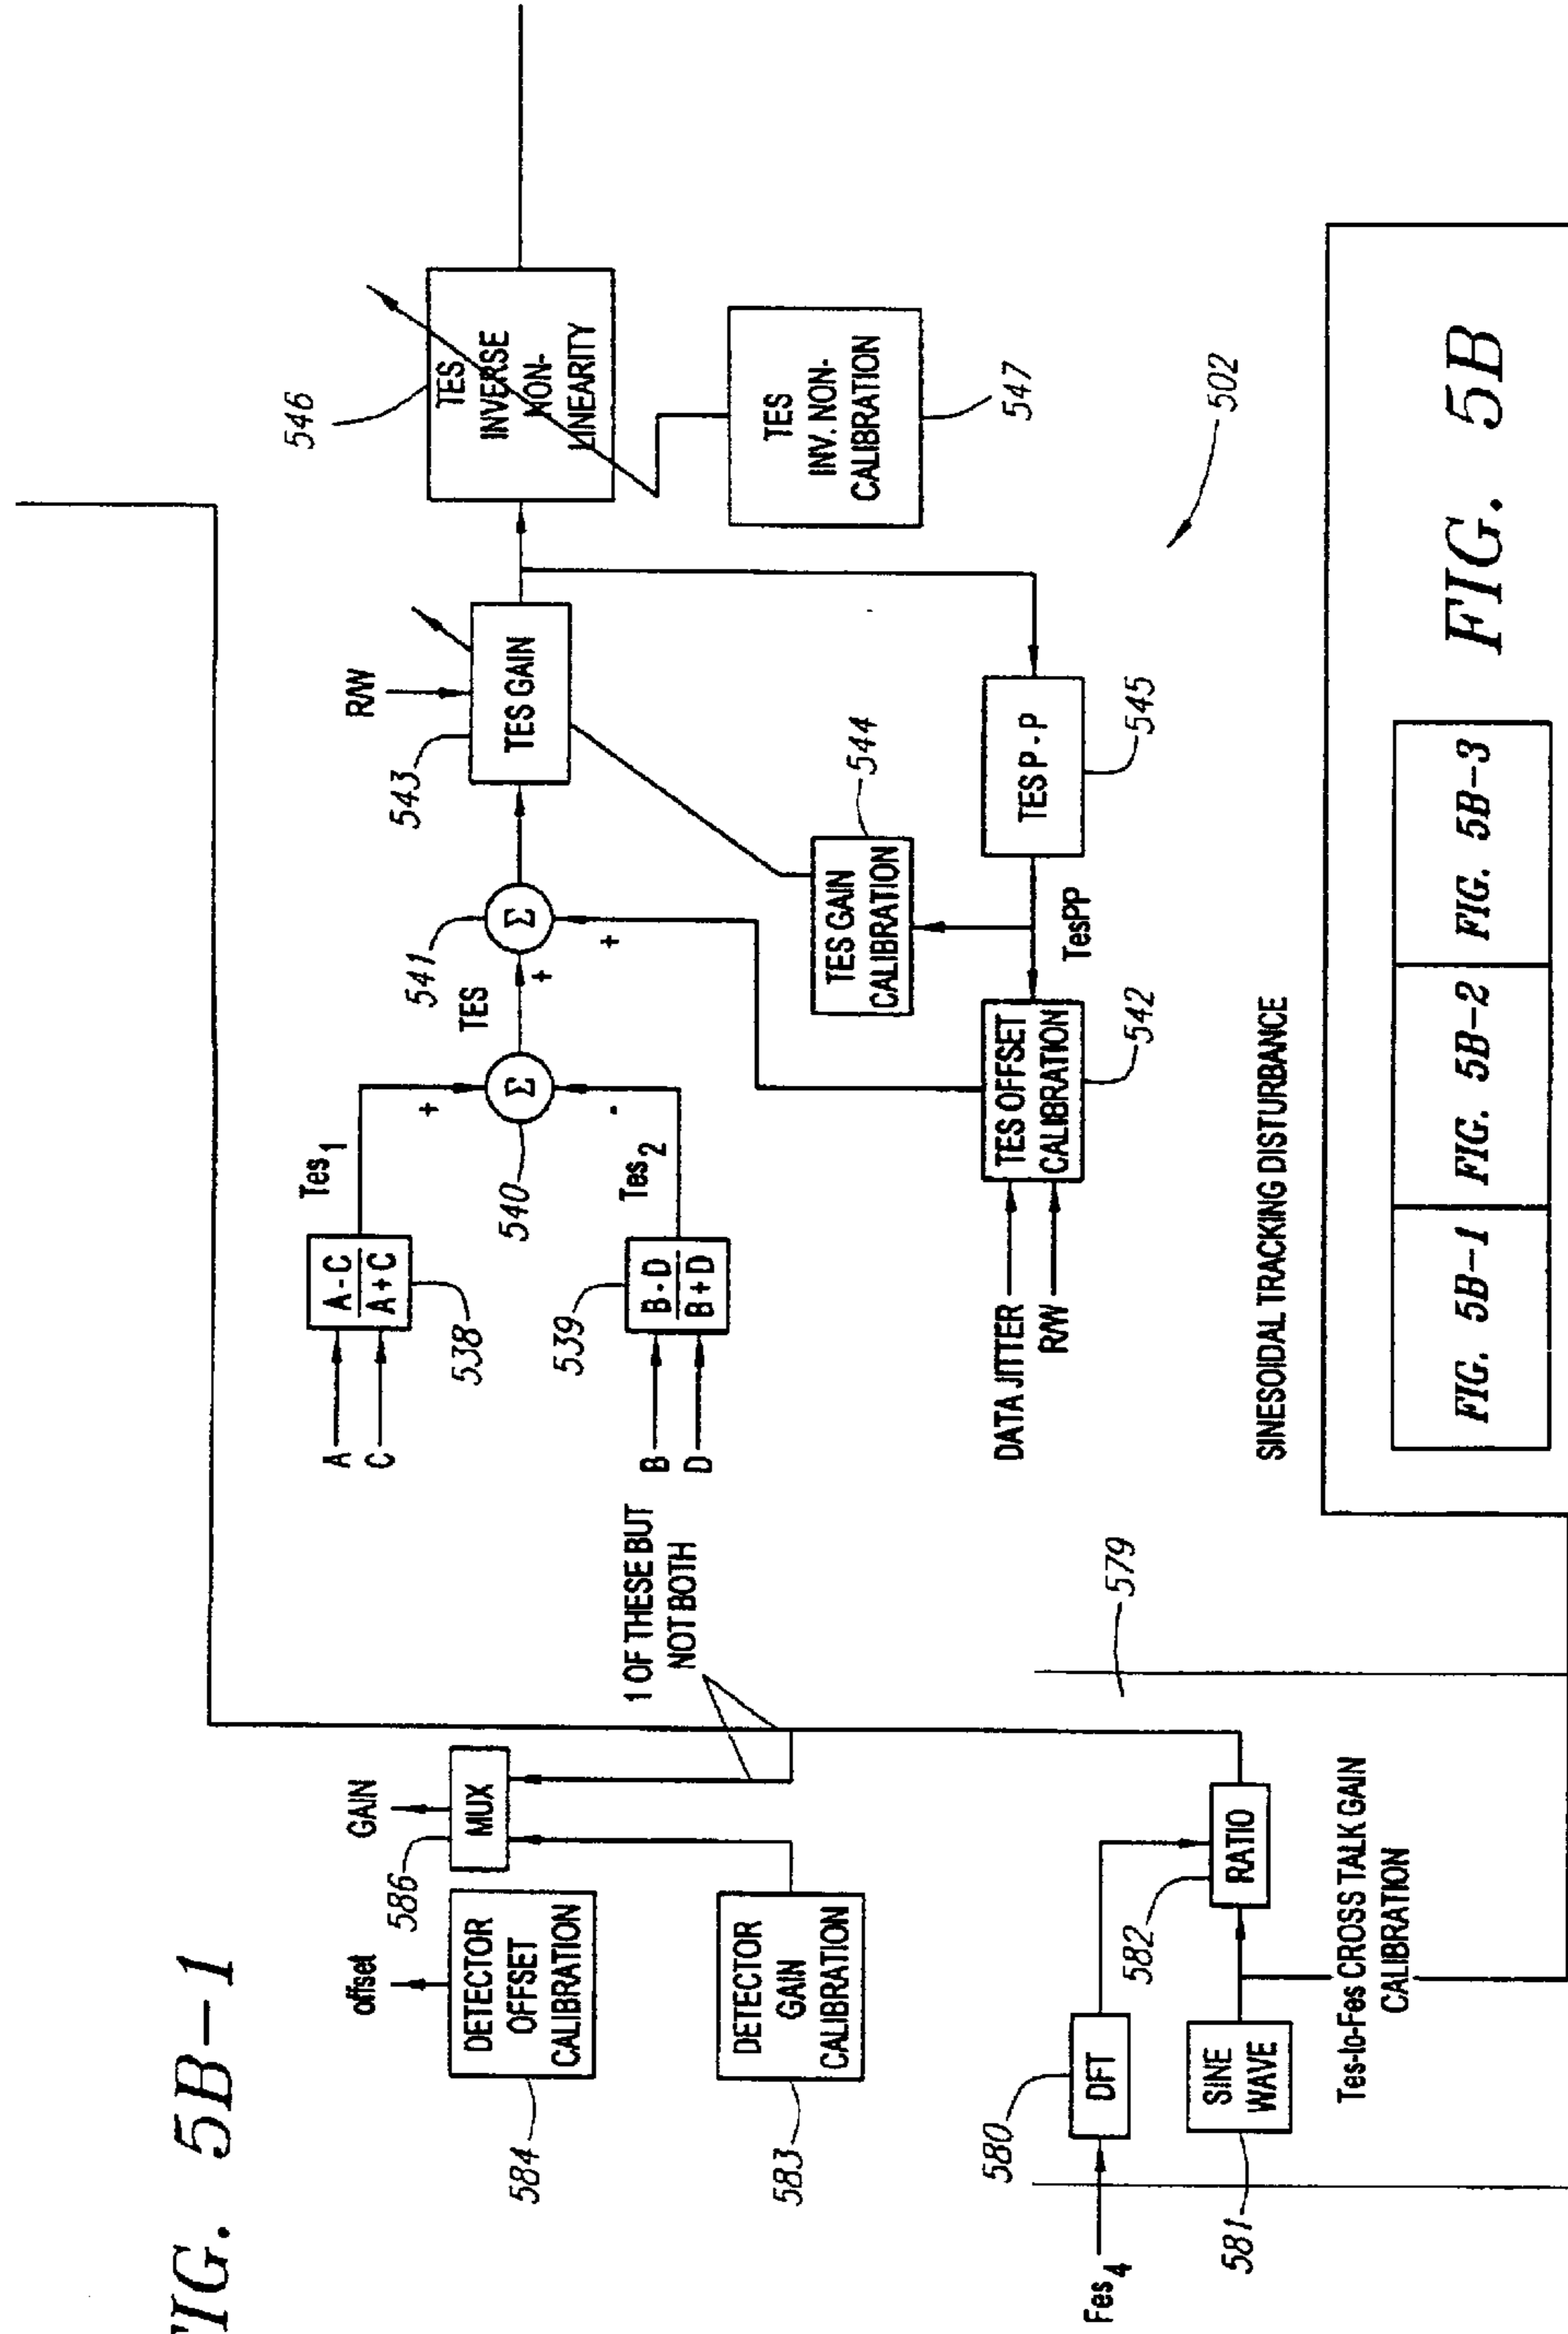 FIG. 5B-1
offset
GAIN
586
MUX
DETECTOR
OFFSET
CALIBRATION
584
DETECTOR
GAIN
CALIBRATION
583
1 OF THESE BUT
NOT BOTH
580
DFT
Fes4
582
RATIO
SINE
WAVE
581
Tes-to-Fes CROSS TALK GAIN
CALIBRATION
579
A
C
A - C
A + C
538
Tes1
B
D
539
B - D
B + D
Tes2
540
Σ
+
-
TES
541
Σ
+
+
543
R/W
TES GAIN
546
TES
INVERSE
NON-
LINEARITY
TES
INV. NON-
CALIBRATION
547
544
TES GAIN
CALIBRATION
DATA JITTER
R/W
TES OFFSET
CALIBRATION
542
TesPP
TES P - P
545
502
SINESOIDAL TRACKING DISTURBANCE
FIG. 5B-1
FIG. 5B-2
FIG. 5B-3
FIG. 5B